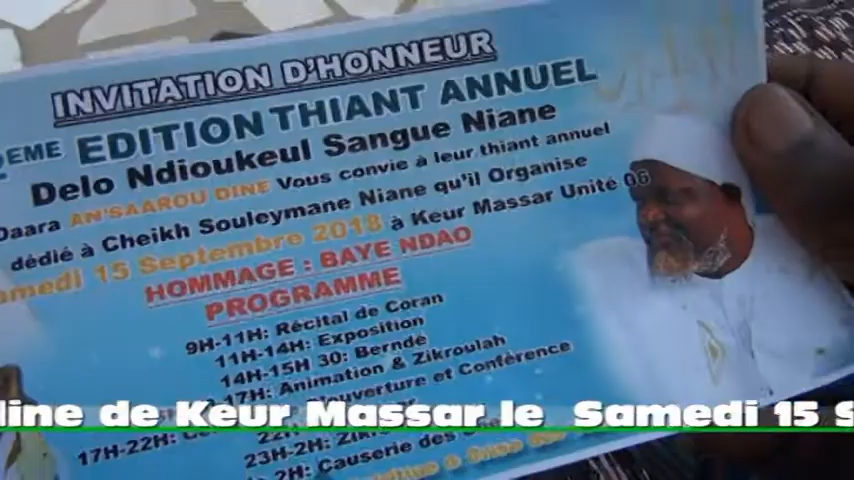 INVITATION D'HONNEUR
EME EDITION THIANT ANNUEL
Delo Ndioukeul Sangue Niane
Daara AN'SAAROU DINE Vous convie à leur thiant annuel
dédié à Cheikh Souleymane Niane qu'il Organise
amedi 15 Septembre 2018 à Keur Massar Unité 06
HOMMAGE : BAYE NDAO
PROGRAMME
9H-11H: Récital de Coran
11H-14H: Exposition
14H-15H 30: Berndé
17H: Animation & Zikroulah
17H-22H: uverture et Conférence
23H-2H:
2H: Causerie des
dine de Keur Massar le Samedi 15 S